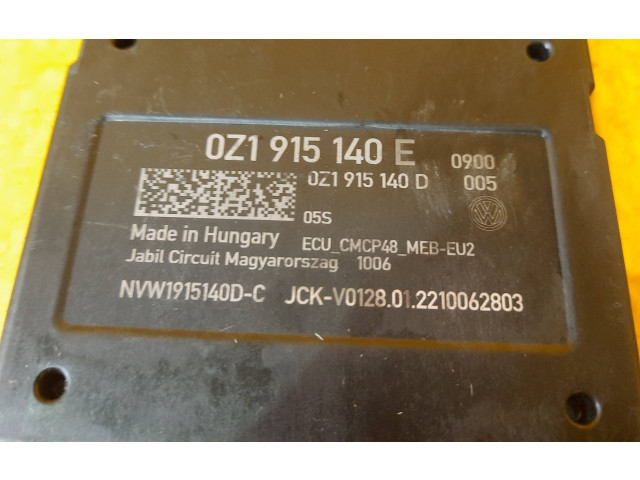 0Z1 915 140 E 0900
0Z1 915 140 D 005
05S
Made in Hungary ECU_CMCP48_MEB-EU2
Jabil Circuit Magyarorszag 1006
NVW1915140D-C JCK-V0128.01.2210062803